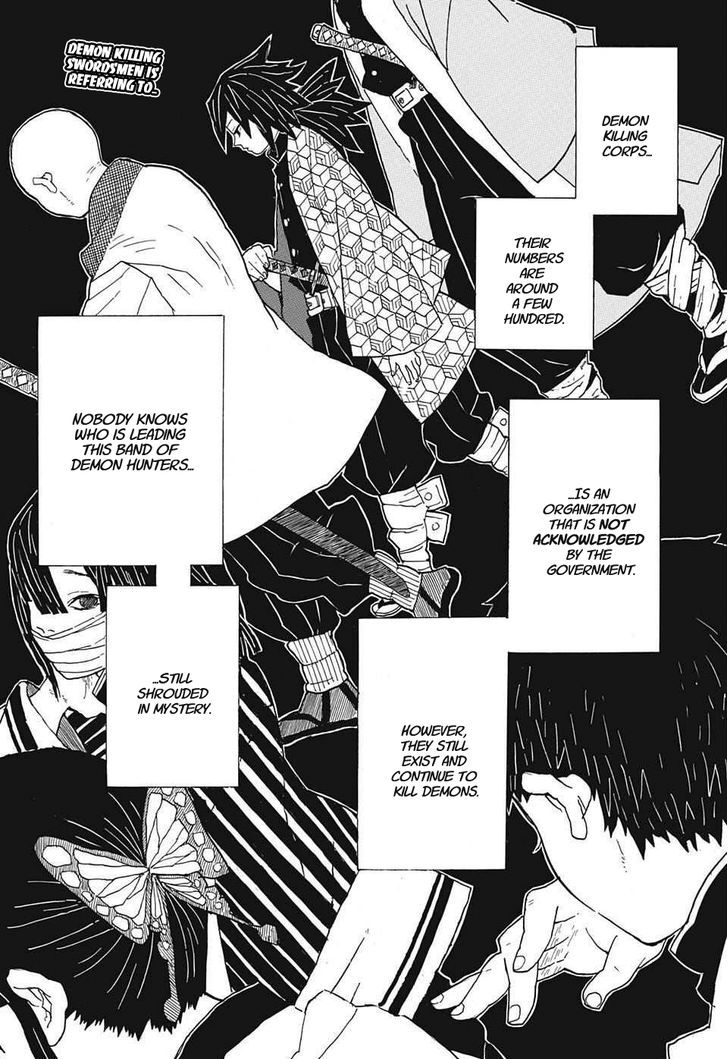 DEMON KILLING
SWORDSMEN IS
REFERRING TO...
DEMON
KILLING
CORPS...
THEIR
NUMBERS
ARE
AROUND
A FEW
HUNDRED.
...IS AN
ORGANIZATION
THAT IS NOT
ACKNOWLEDGED
BY THE
GOVERNMENT.
HOWEVER,
THEY STILL
EXIST AND
CONTINUE TO
KILL DEMONS.
NOBODY KNOWS
WHO IS LEADING
THIS BAND OF
DEMON HUNTERS...
...STILL
SHROUDED
IN MYSTERY.